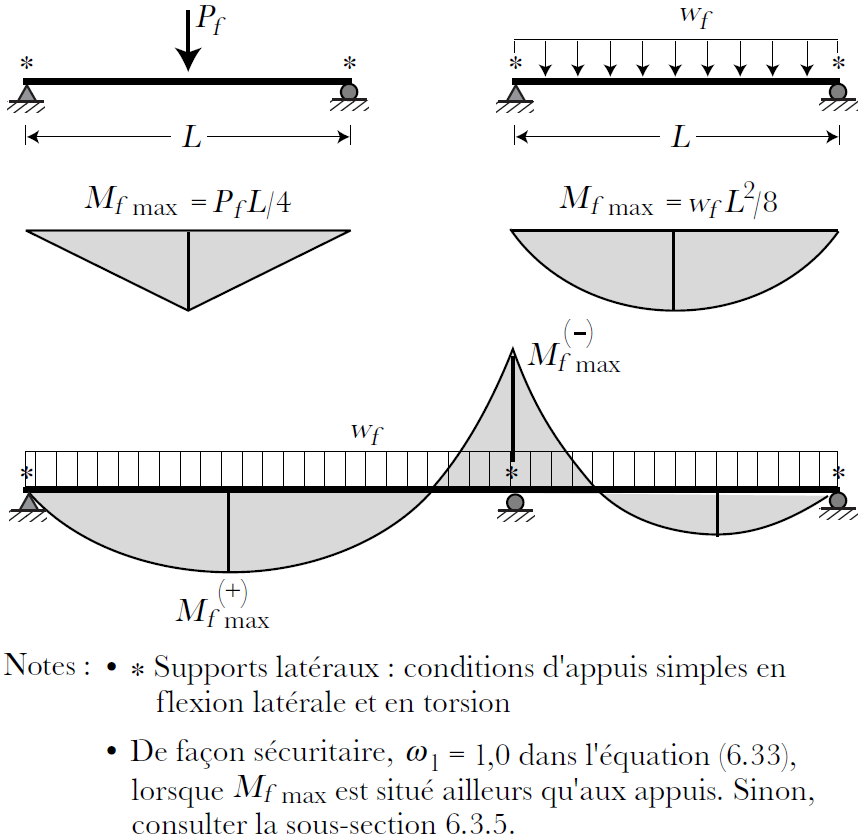 P_f
w_f
* * * *
L L
M_f max = P_f L/4
M_f max = w_f L²/8
M_f max (−)
w_f
* * *
M_f max (+)
Notes : • * Supports latéraux : conditions d'appuis simples en
flexion latérale et en torsion
• De façon sécuritaire, ω₁ = 1,0 dans l'équation (6.33),
lorsque M_f max est situé ailleurs qu'aux appuis. Sinon,
consulter la sous-section 6.3.5.